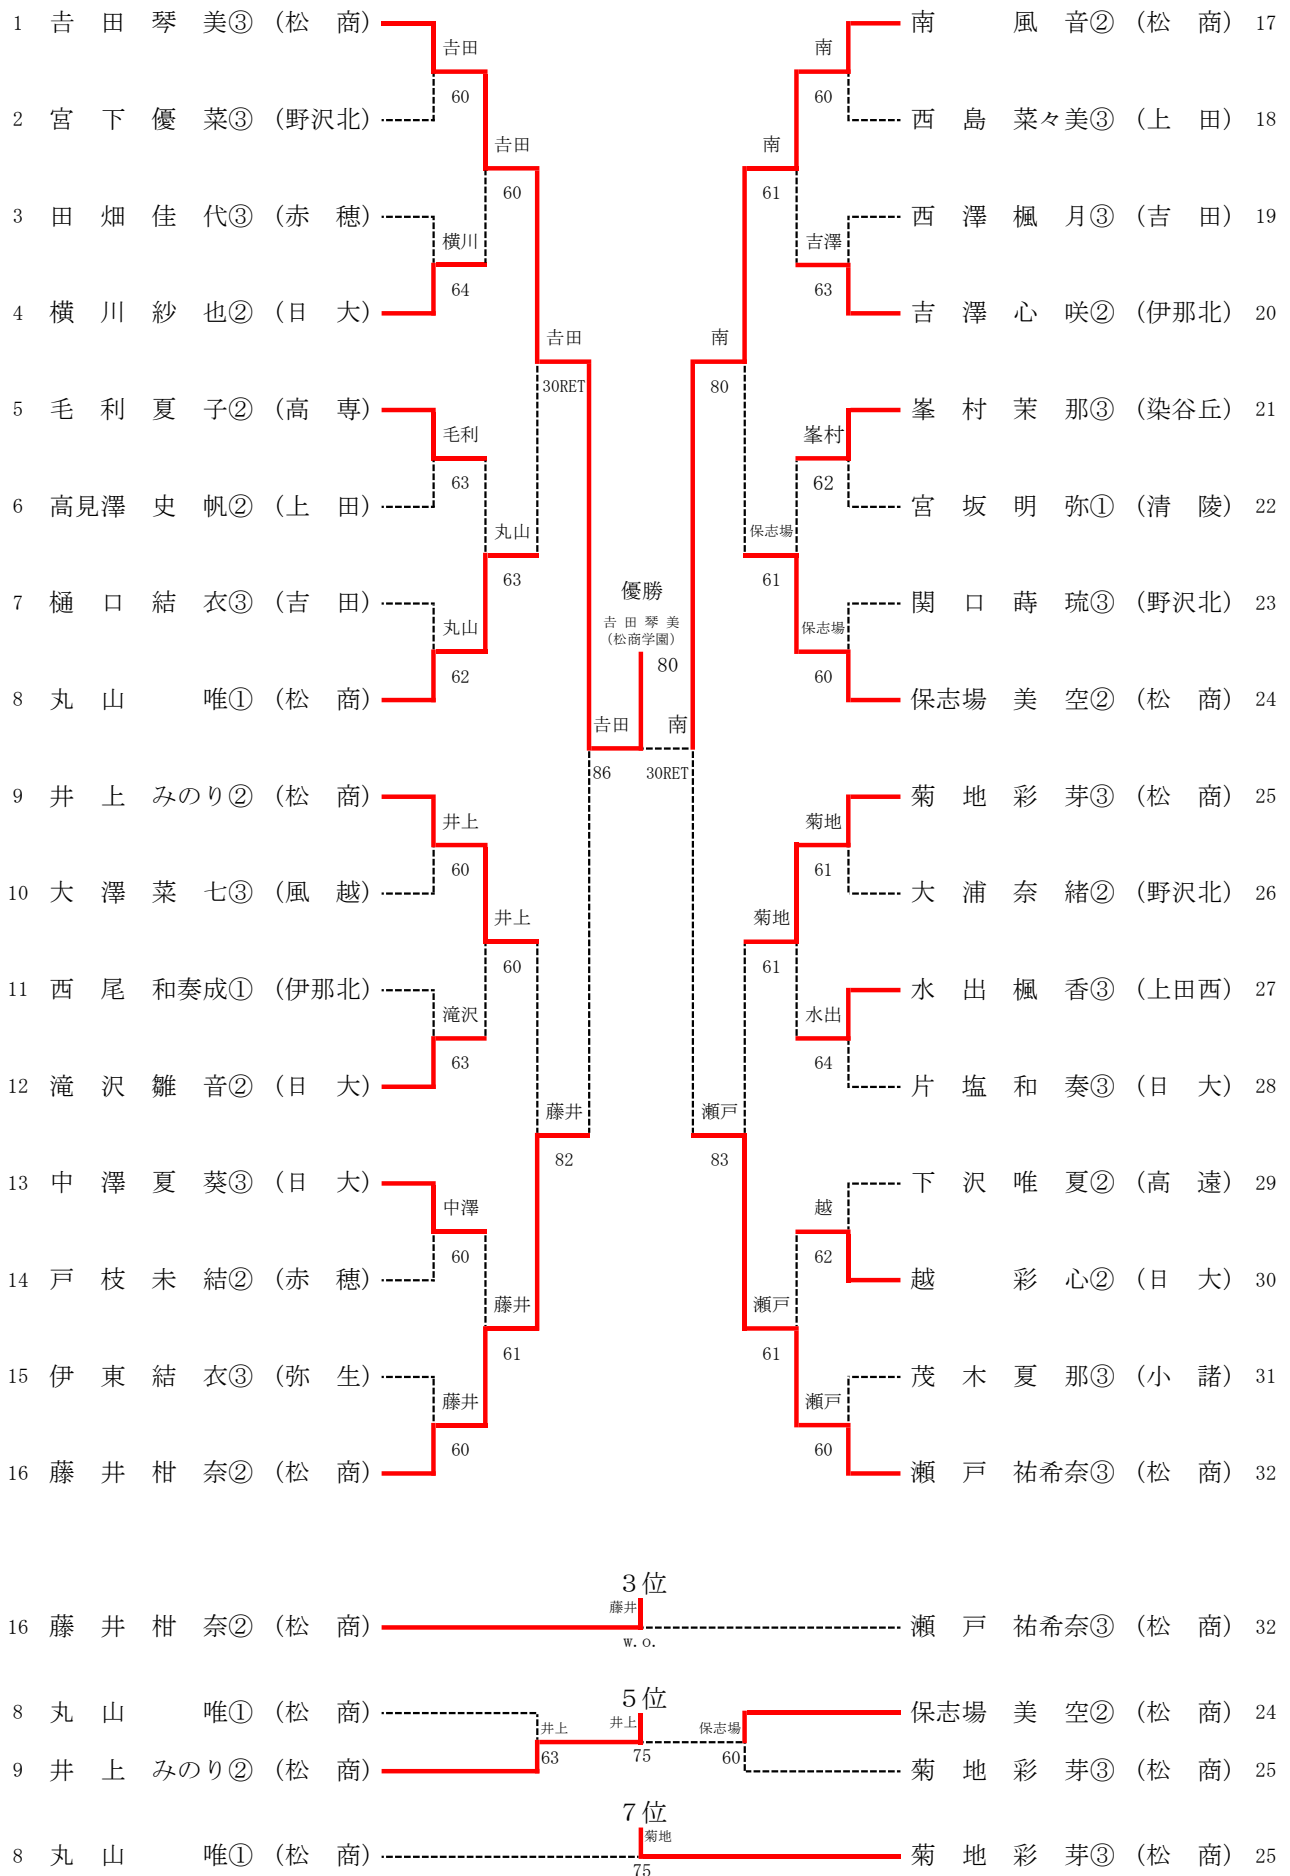 1 𠮷田琴美③ (松商) 南風音② (松商) 17
𠮷田 南
60 60
2 宮下優菜③ (野沢北) 西島菜々美③ (上田) 18
𠮷田 南
60 61
3 田畑佳代③ (赤穂) 西澤楓月③ (吉田) 19
横川 吉澤
64 63
4 横川紗也② (日大) 吉澤心咲② (伊那北) 20
𠮷田 南
30RET 80
5 毛利夏子② (高専) 峯村茉那③ (染谷丘) 21
毛利 峯村
63 62
6 高見澤史帆② (上田) 宮坂明弥① (清陵) 22
丸山 保志場
63 61
優勝
7 樋口結衣③ (吉田) 関口蒔琉③ (野沢北) 23
丸山 𠮷田琴美 保志場
(松商学園)
62 80 60
8 丸山唯① (松商) 保志場美空② (松商) 24
𠮷田 南
86 30RET
9 井上みのり② (松商) 菊地彩芽③ (松商) 25
井上 菊地
60 61
10 大澤菜七③ (風越) 大浦奈緒② (野沢北) 26
井上 菊地
60 61
11 西尾和奏成① (伊那北) 水出楓香③ (上田西) 27
滝沢 水出
63 64
12 滝沢雛音② (日大) 片塩和奏③ (日大) 28
藤井 瀬戸
82 83
13 中澤夏葵③ (日大) 下沢唯夏② (高遠) 29
中澤 越
60 62
14 戸枝未結② (赤穂) 越彩心② (日大) 30
藤井 瀬戸
61 61
15 伊東結衣③ (弥生) 茂木夏那③ (小諸) 31
藤井 瀬戸
60 60
16 藤井柑奈② (松商) 瀬戸祐希奈③ (松商) 32
３位
藤井
16 藤井柑奈② (松商) 瀬戸祐希奈③ (松商) 32
w.o.
５位
8 丸山唯① (松商) 保志場美空② (松商) 24
井上 井上 保志場
63 75 60
9 井上みのり② (松商) 菊地彩芽③ (松商) 25
７位
菊地
8 丸山唯① (松商) 菊地彩芽③ (松商) 25
75